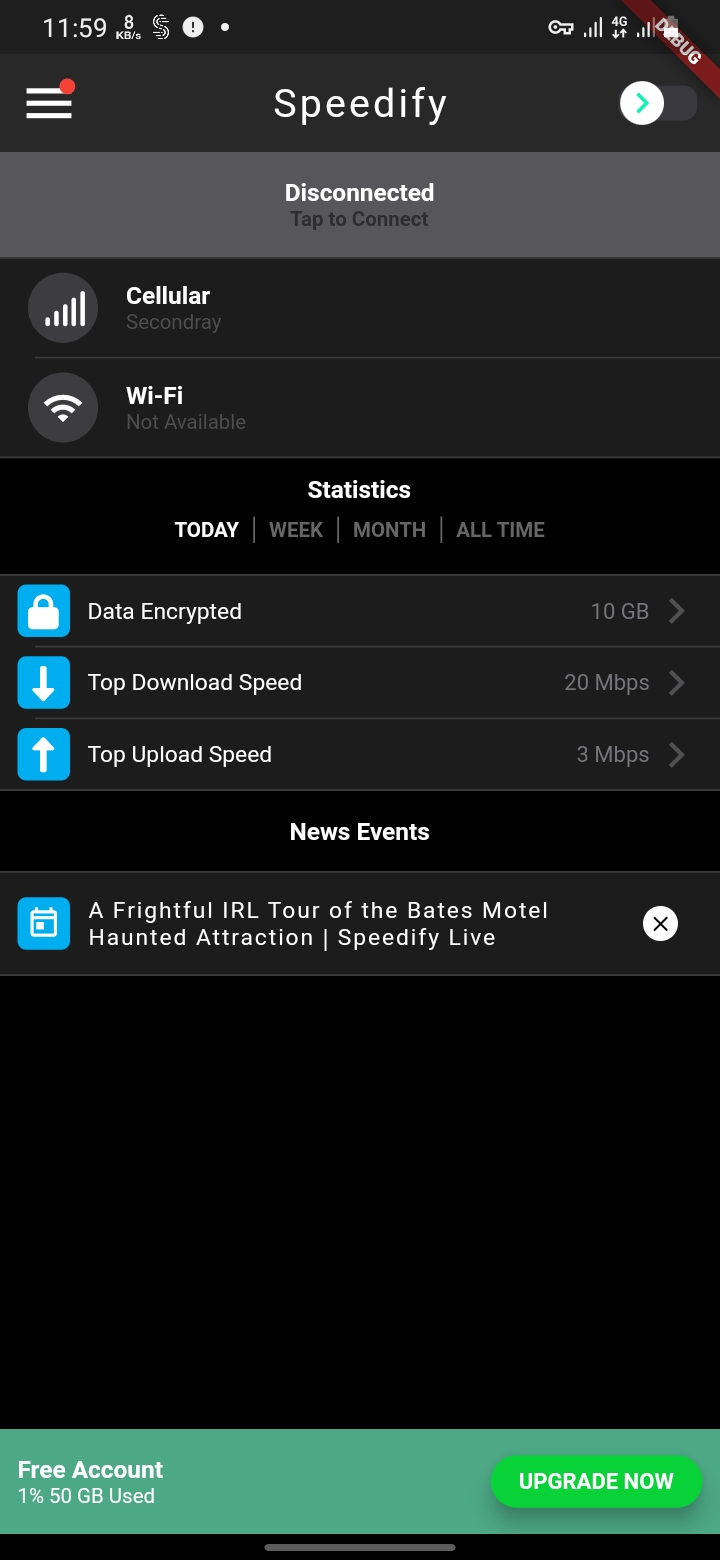 11:59 8 KB/s 4G DEBUG
Speedify
Disconnected
Tap to Connect
Cellular
Secondray
Wi-Fi
Not Available
Statistics
TODAY | WEEK | MONTH | ALL TIME
Data Encrypted 10 GB
Top Download Speed 20 Mbps
Top Upload Speed 3 Mbps
News Events
A Frightful IRL Tour of the Bates Motel
Haunted Attraction | Speedify Live
Free Account
1% 50 GB Used
UPGRADE NOW